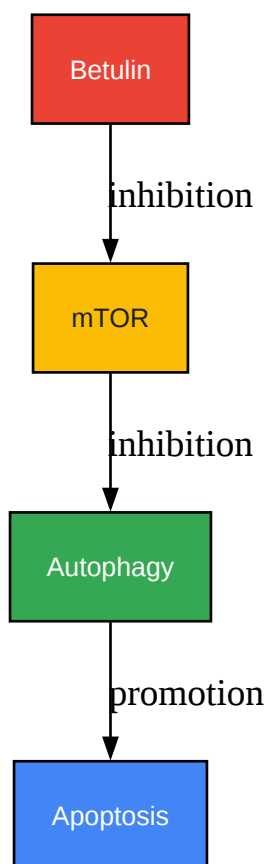 Betulin
inhibition
mTOR
inhibition
Autophagy
promotion
Apoptosis